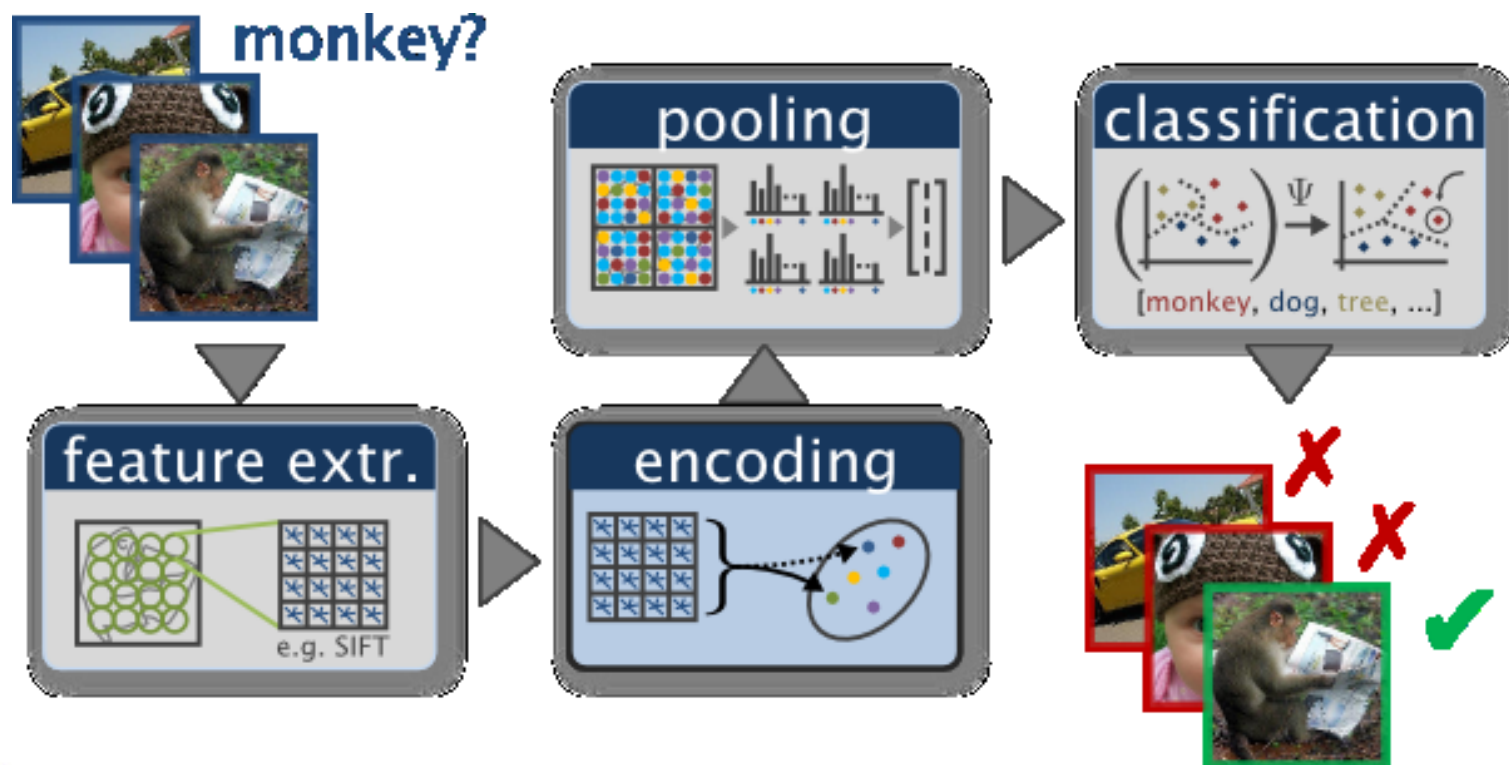 monkey?
feature extr.
e.g. SIFT
encoding
pooling
classification
Ψ
[monkey, dog, tree, ...]